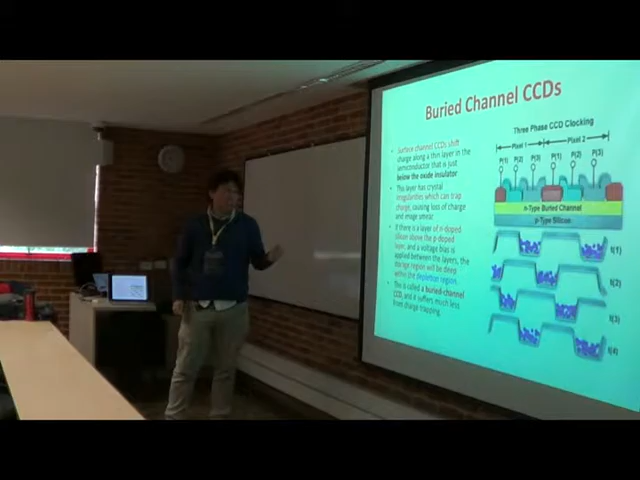 Buried Channel CCDs
• Surface channel CCDs shift
charge along a thin layer in the
semiconductor that is just
below the oxide insulator
• This layer has crystal
irregularities which can trap
charge, causing loss of charge
and image smear
• If there is a layer of n-doped
silicon above the p-doped
layer, and a voltage bias is
applied between the layers, the
storage region will be deep
within the depletion region
• This is called a buried-channel
CCD, and it suffers much less
from charge trapping.
Three Phase CCD Clocking
Pixel 1 Pixel 2
P(1) P(2) P(3) P(1) P(2) P(3)
n-Type Buried Channel
p-Type Silicon
t(1)
t(2)
t(3)
t(4)